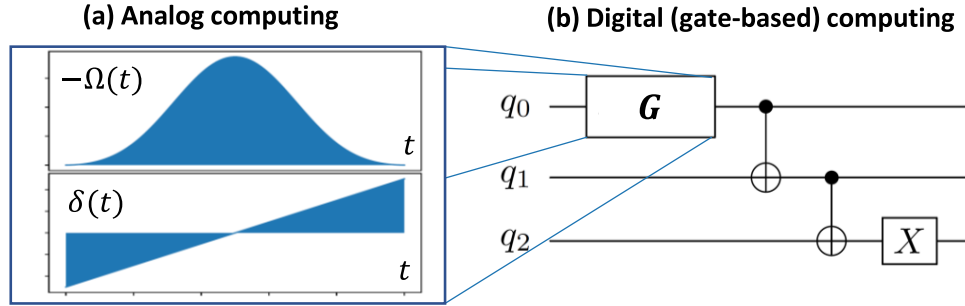 (a) Analog computing
(b) Digital (gate-based) computing
−Ω(t)
t
δ(t)
t
q₀
G
q₁
q₂
X